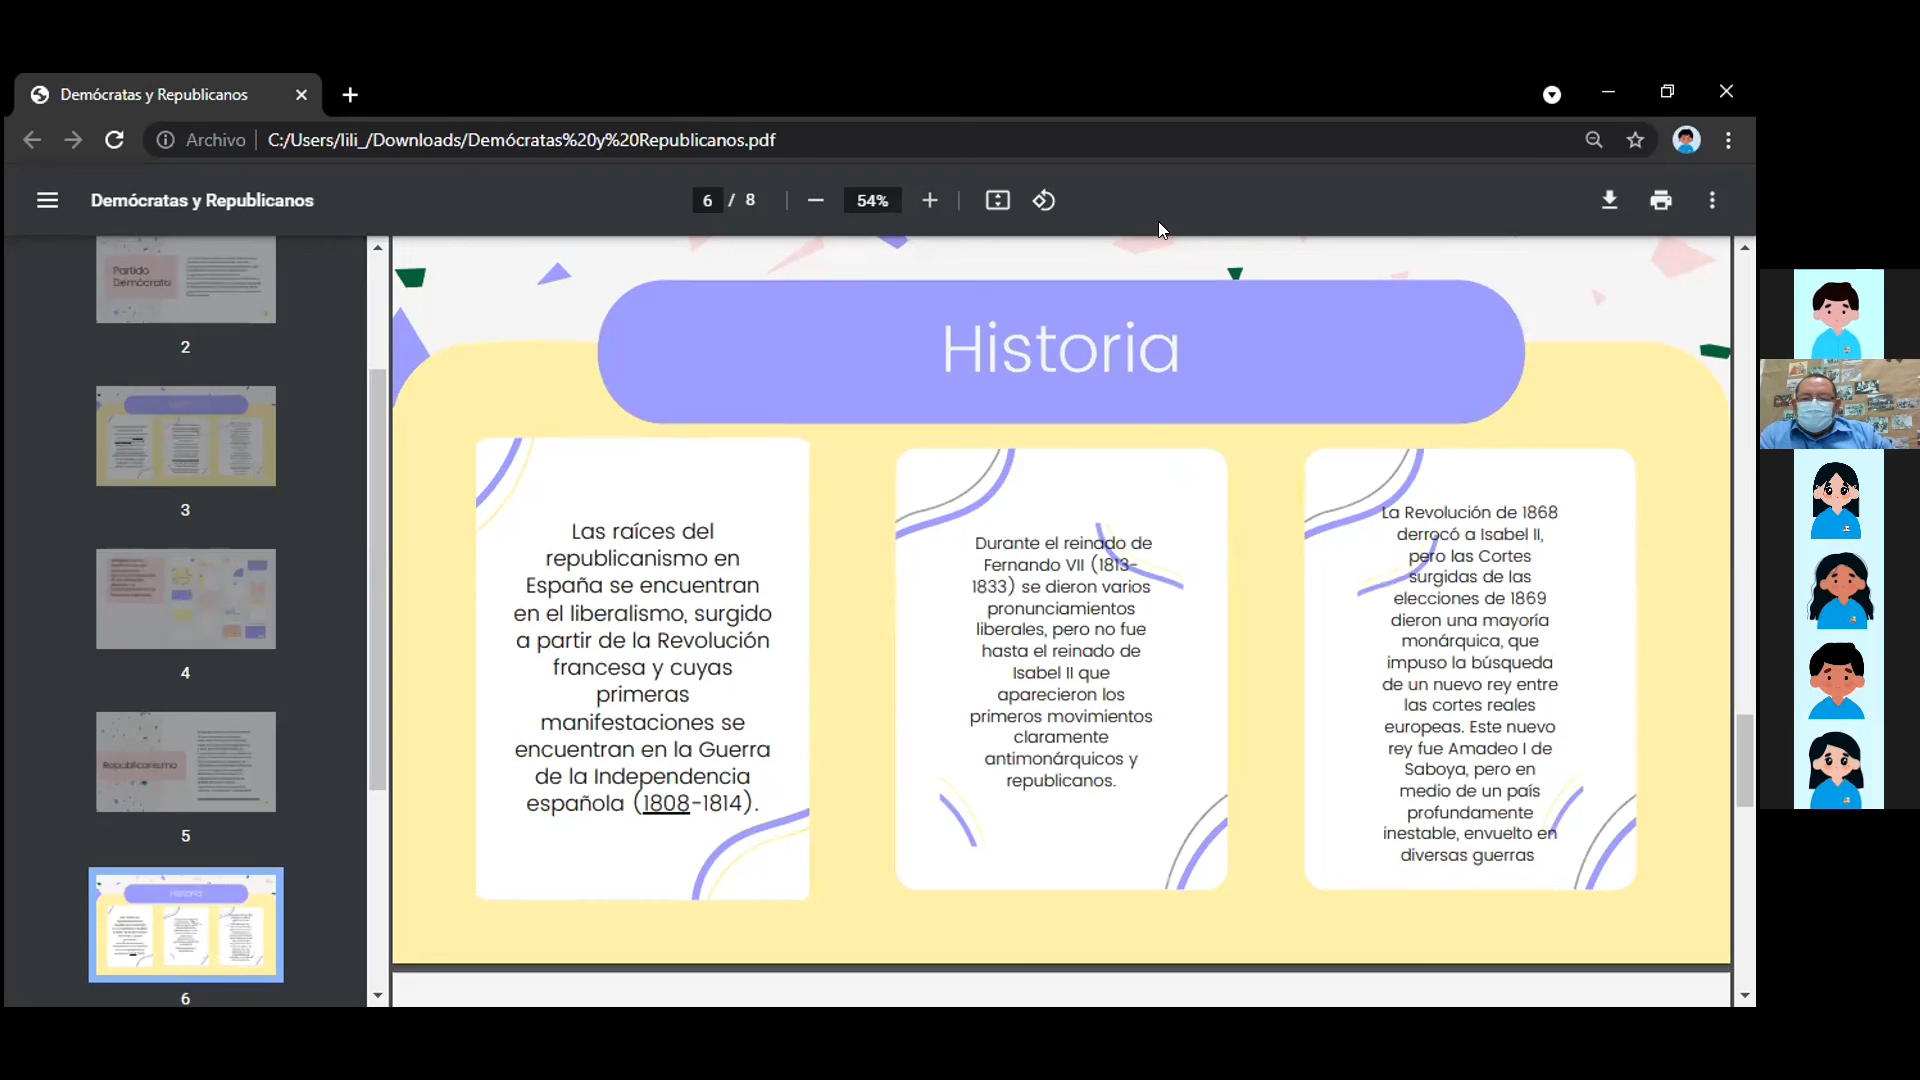 Demócratas y Republicanos
Archivo
C:/Users/lili_/Downloads/Demócratas%20y%20Republicanos.pdf
Demócratas y Republicanos
6 / 8
54%
Partido
Demócrata
2
3
4
Republicanismo
5
Historia
6
Historia
Las raíces del
republicanismo en
España se encuentran
en el liberalismo, surgido
a partir de la Revolución
francesa y cuyas
primeras
manifestaciones se
encuentran en la Guerra
de la Independencia
española (1808-1814).
Durante el reinado de
Fernando VII (1813-
1833) se dieron varios
pronunciamientos
liberales, pero no fue
hasta el reinado de
Isabel II que
aparecieron los
primeros movimientos
claramente
antimonárquicos y
republicanos.
La Revolución de 1868
derrocó a Isabel II,
pero las Cortes
surgidas de las
elecciones de 1869
dieron una mayoría
monárquica, que
impuso la búsqueda
de un nuevo rey entre
las cortes reales
europeas. Este nuevo
rey fue Amadeo I de
Saboya, pero en
medio de un país
profundamente
inestable, envuelto en
diversas guerras